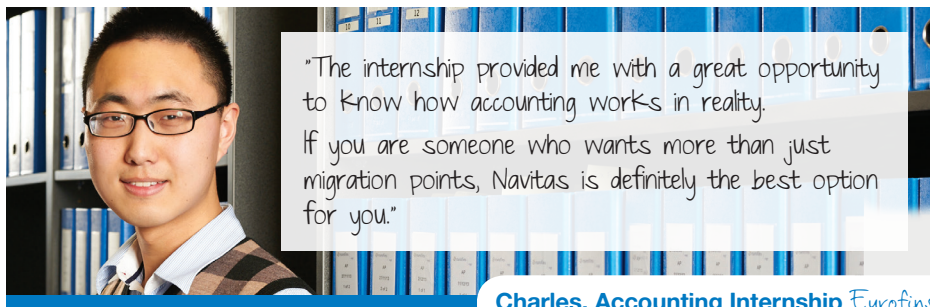 "The internship provided me with a great opportunity
to know how accounting works in reality.
If you are someone who wants more than just
migration points, Navitas is definitely the best option
for you."
Charles, Accounting Internship Eurofins